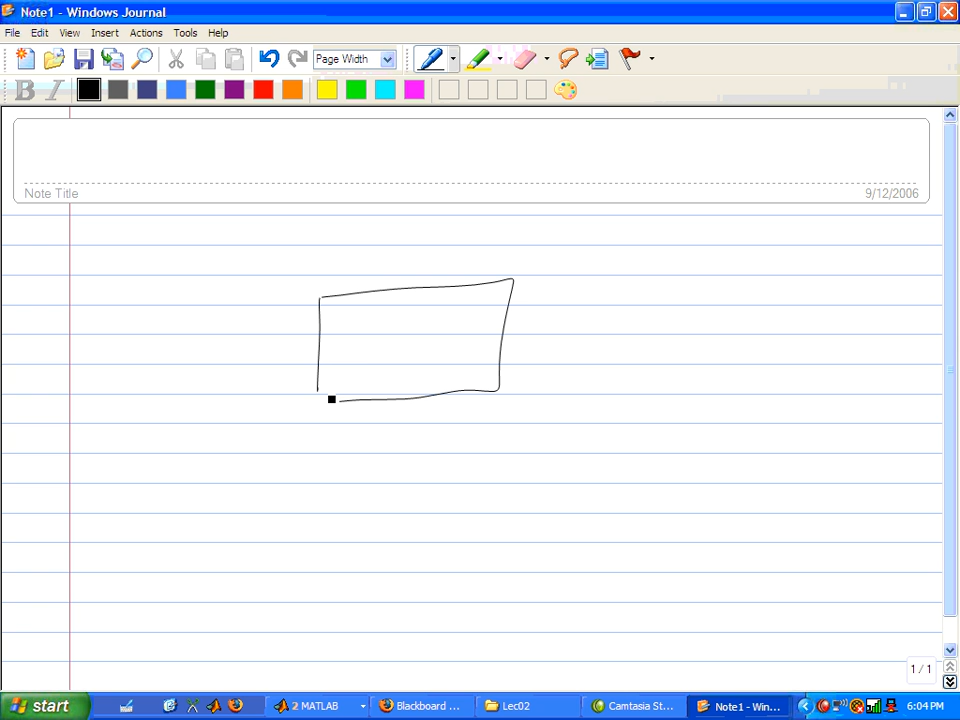 Note1 - Windows Journal
File Edit View Insert Actions Tools Help
Page Width
B I
Note Title
9/12/2006
1 / 1
start
2 MATLAB
Blackboard ...
Lec02
Camtasia St...
Note1 - Win...
6:04 PM